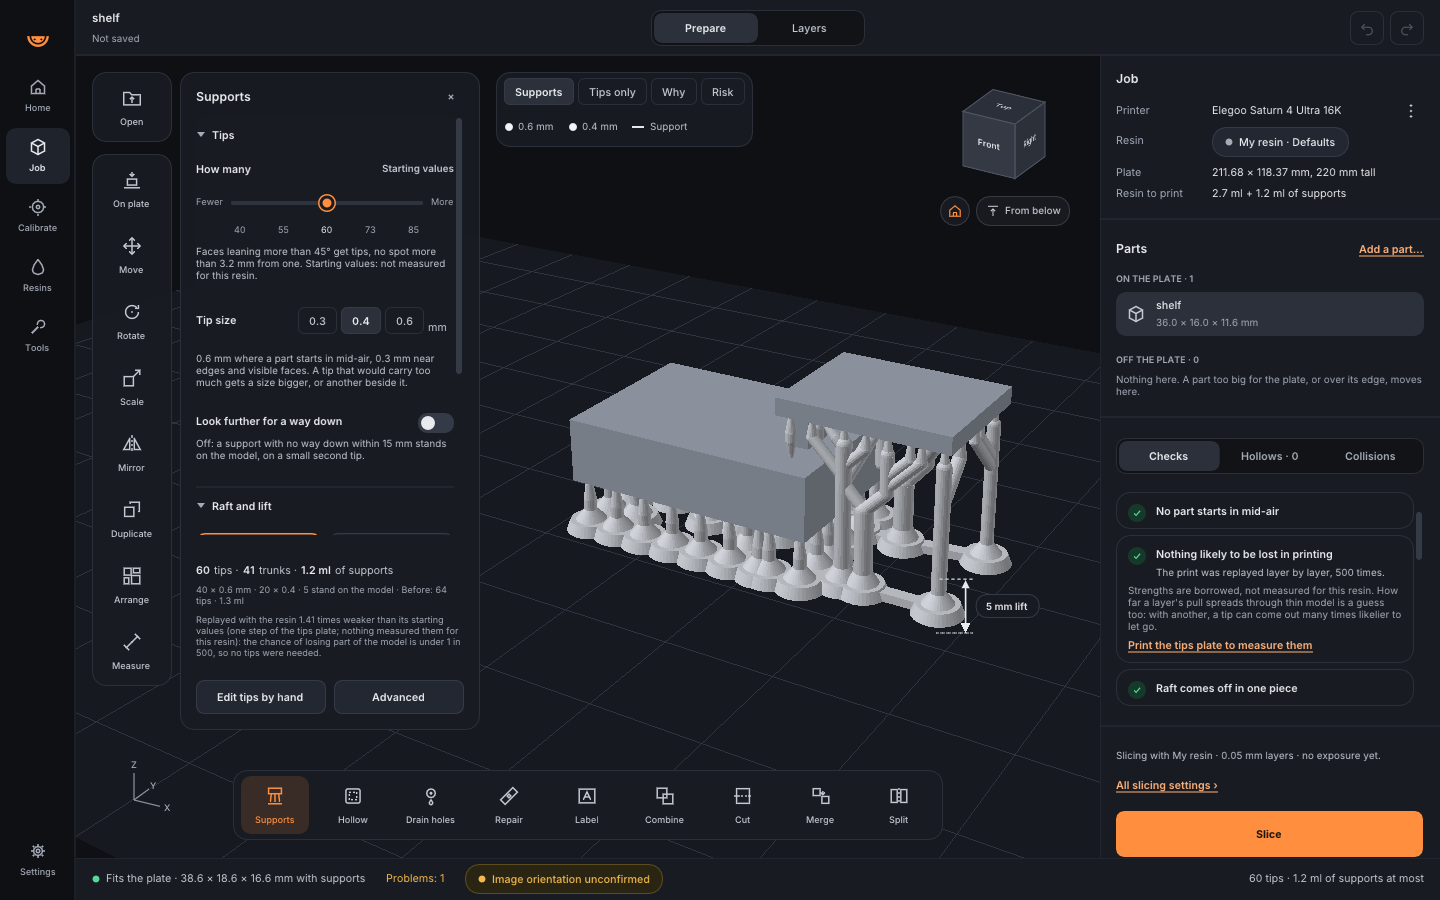 shelf
Not saved
Prepare
Layers
Home
Job
Calibrate
Resins
Tools
Settings
Open
On plate
Move
Rotate
Scale
Mirror
Duplicate
Arrange
Measure
Supports
×
Tips
How many
Starting values
Fewer
More
40 55 60 73 85
Faces leaning more than 45° get tips, no spot more
than 3.2 mm from one. Starting values: not measured
for this resin.
Tip size
0.3 0.4 0.6 mm
0.6 mm where a part starts in mid-air, 0.3 mm near
edges and visible faces. A tip that would carry too
much gets a size bigger, or another beside it.
Look further for a way down
Off: a support with no way down within 15 mm stands
on the model, on a small second tip.
Raft and lift
60 tips · 41 trunks · 1.2 ml of supports
40 × 0.6 mm · 20 × 0.4 · 5 stand on the model · Before: 64
tips · 1.3 ml
Replayed with the resin 1.41 times weaker than its starting
values (one step of the tips plate; nothing measured them for
this resin): the chance of losing part of the model is under 1 in
500, so no tips were needed.
Edit tips by hand
Advanced
Supports
Tips only
Why
Risk
0.6 mm
0.4 mm
Support
Top
Front
Right
From below
5 mm lift
Z
Y
X
Supports
Hollow
Drain holes
Repair
Label
Combine
Cut
Merge
Split
Job
Printer
Elegoo Saturn 4 Ultra 16K
Resin
My resin · Defaults
Plate
211.68 × 118.37 mm, 220 mm tall
Resin to print
2.7 ml + 1.2 ml of supports
Parts
Add a part...
ON THE PLATE · 1
shelf
36.0 × 16.0 × 11.6 mm
OFF THE PLATE · 0
Nothing here. A part too big for the plate, or over its edge, moves
here.
Checks
Hollows · 0
Collisions
No part starts in mid-air
Nothing likely to be lost in printing
The print was replayed layer by layer, 500 times.
Strengths are borrowed, not measured for this resin. How
far a layer's pull spreads through thin model is a guess
too: with another, a tip can come out many times likelier to
let go.
Print the tips plate to measure them
Raft comes off in one piece
Slicing with My resin · 0.05 mm layers · no exposure yet.
All slicing settings ›
Slice
Fits the plate · 38.6 × 18.6 × 16.6 mm with supports
Problems: 1
Image orientation unconfirmed
60 tips · 1.2 ml of supports at most